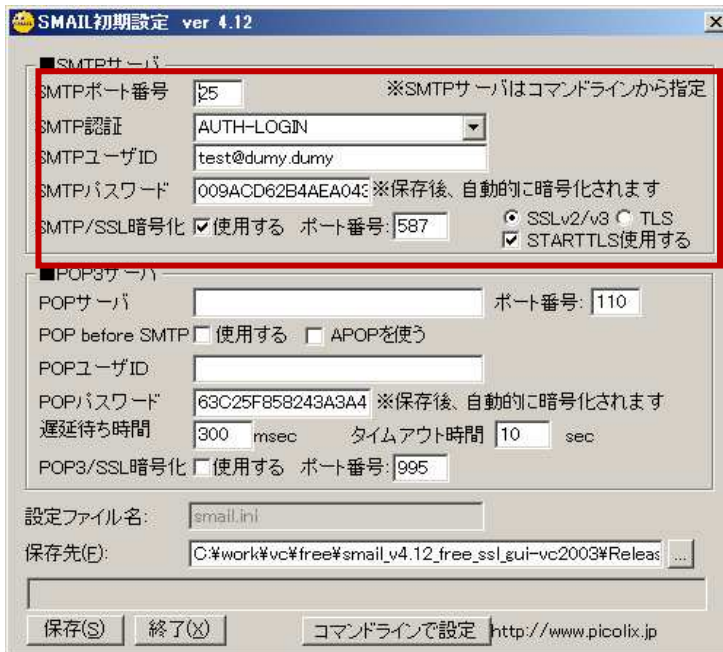 SMAIL初期設定 ver 4.12
■SMTPサーバ
SMTPポート番号 25 ※SMTPサーバはコマンドラインから指定
SMTP認証 AUTH-LOGIN
SMTPユーザID test@dumy.dumy
SMTPパスワード 009ACD62B4AEA043 ※保存後、自動的に暗号化されます
SMTP/SSL暗号化 使用する ポート番号: 587 SSLv2/v3 TLS
STARTTLS使用する
■POP3サーバ
POPサーバ ポート番号: 110
POP before SMTP 使用する APOPを使う
POPユーザID
POPパスワード 63C25F858243A3A4 ※保存後、自動的に暗号化されます
遅延待ち時間 300 msec タイムアウト時間 10 sec
POP3/SSL暗号化 使用する ポート番号: 995
設定ファイル名: smail.ini
保存先(F): C:¥work¥vc¥free¥smail_v4.12_free_ssl_gui-vc2003¥Releas ...
保存(S) 終了(X) コマンドラインで設定 http://www.picolix.jp